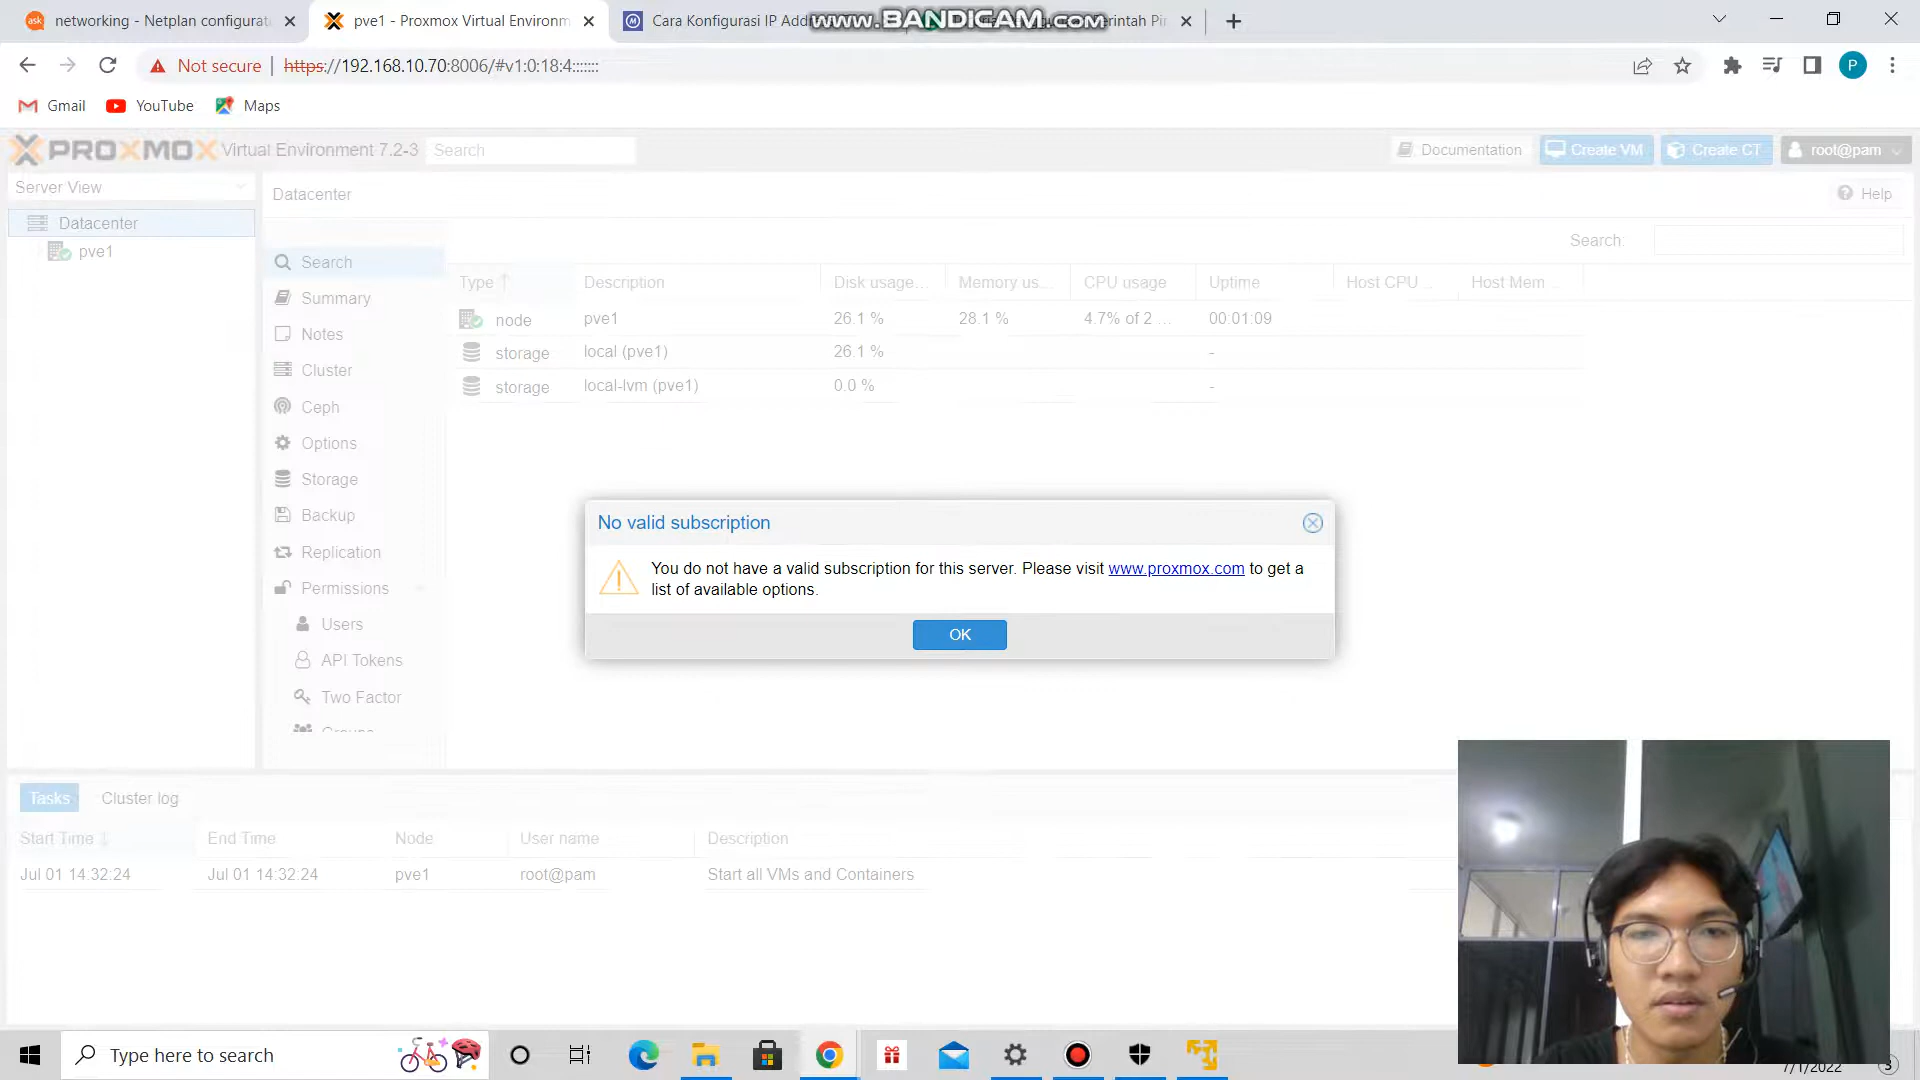 networking - Netplan configurat
pve1 - Proxmox Virtual Environm
Cara Konfigurasi IP Add
www.BANDICAM.com
Perintah Pi
Not secure
https://192.168.10.70:8006/#v1:0:18:4:::::::
P
Gmail
YouTube
Maps
PROXMOX
Virtual Environment 7.2-3
Search
Documentation
Create VM
Create CT
root@pam
Server View
Datacenter
Help
Datacenter
pve1
Search:
Search
Summary
Notes
Cluster
Ceph
Options
Storage
Backup
Replication
Permissions
Users
API Tokens
Two Factor
Groups
Type
Description
Disk usage...
Memory us...
CPU usage
Uptime
Host CPU ...
Host Mem...
node
pve1
26.1 %
28.1 %
4.7% of 2 ...
00:01:09
storage
local (pve1)
26.1 %
-
storage
local-lvm (pve1)
0.0 %
-
No valid subscription
You do not have a valid subscription for this server. Please visit www.proxmox.com to get a
list of available options.
OK
Tasks
Cluster log
Start Time
End Time
Node
User name
Description
Jul 01 14:32:24
Jul 01 14:32:24
pve1
root@pam
Start all VMs and Containers
Type here to search
7/1/2022
3